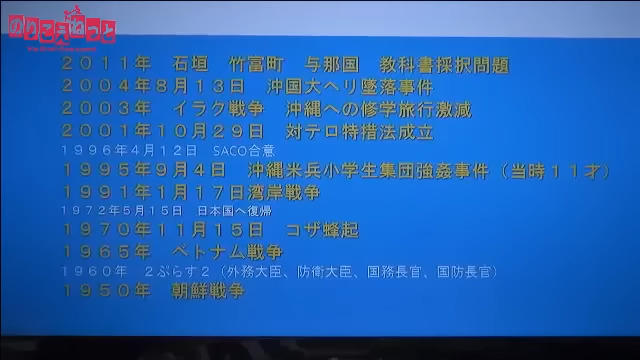 のりこえねっと
２０１１年　石垣　竹富町　与那国　教科書採択問題
２００４年８月１３日　沖国大ヘリ墜落事件
２００３年　イラク戦争　沖縄への修学旅行激減
２００１年１０月２９日　対テロ特措法成立
１９９６年４月１２日　SACO合意
１９９５年９月４日　沖縄米兵小学生集団強姦事件（当時１１才）
１９９１年１月１７日湾岸戦争
１９７２年５月１５日　日本国へ復帰
１９７０年１１月１５日　コザ蜂起
１９６５年　ベトナム戦争
１９６０年　２ぷらす２（外務大臣、防衛大臣、国務長官、国防長官）
１９５０年　朝鮮戦争